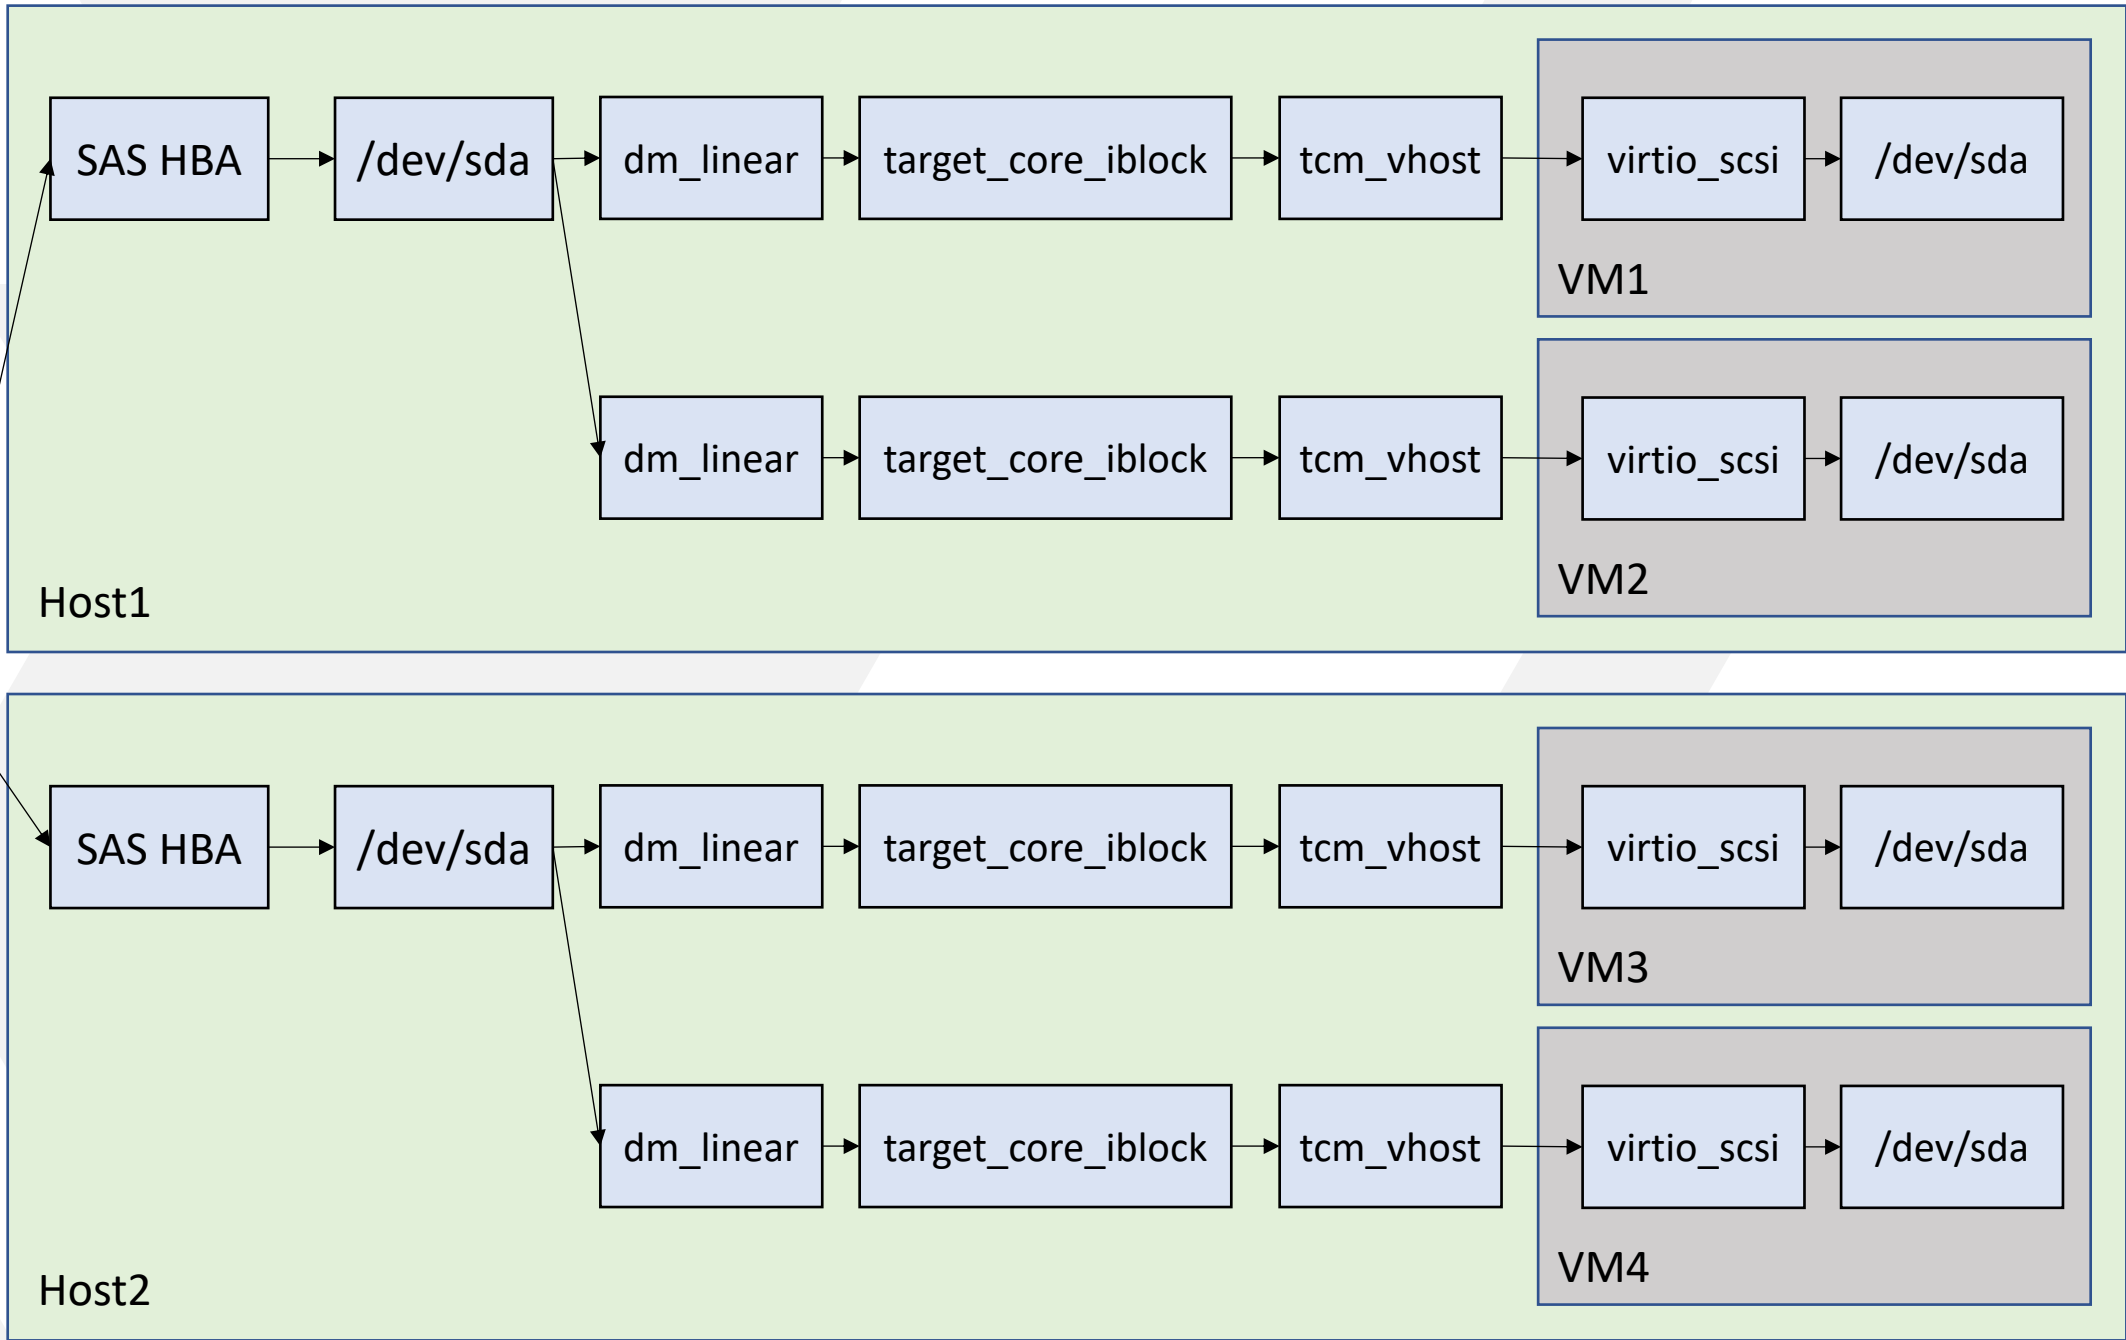 SAS HBA
/dev/sda
dm_linear
target_core_iblock
tcm_vhost
virtio_scsi
/dev/sda
VM1
dm_linear
target_core_iblock
tcm_vhost
virtio_scsi
/dev/sda
VM2
Host1
SAS HBA
/dev/sda
dm_linear
target_core_iblock
tcm_vhost
virtio_scsi
/dev/sda
VM3
dm_linear
target_core_iblock
tcm_vhost
virtio_scsi
/dev/sda
VM4
Host2